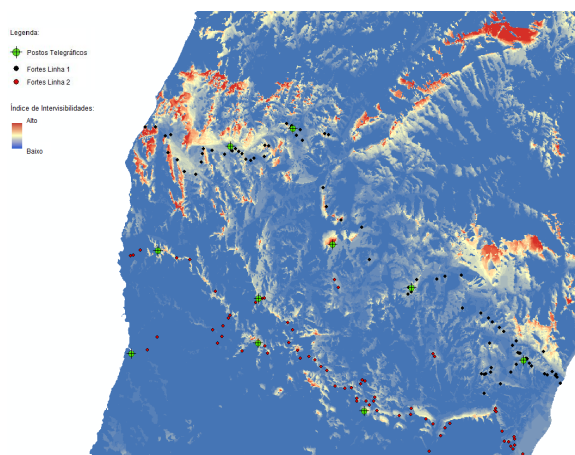 Legenda:
Postos Telegráficos
Fortes Linha 1
Fortes Linha 2
Índice de Intervisibilidades:
Alto
Baixo